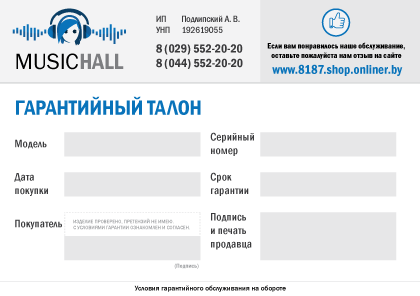 MUSICHALL
ИП Подлипский А. В.
УНП 192619055
8 (029) 552-20-20
8 (044) 552-20-20
Если вам понравилось наше обслуживание,
оставьте пожалуйста нам отзыв на сайте
www.8187.shop.onliner.by
ГАРАНТИЙНЫЙ ТАЛОН
Модель
Серийный
номер
Дата
покупки
Срок
гарантии
Покупатель
ИЗДЕЛИЕ ПРОВЕРЕНО, ПРЕТЕНЗИЙ НЕ ИМЕЮ.
С УСЛОВИЯМИ ГАРАНТИИ ОЗНАКОМЛЕН И СОГЛАСЕН.
(Подпись)
Подпись
и печать
продавца
Условия гарантийного обслуживания на обороте